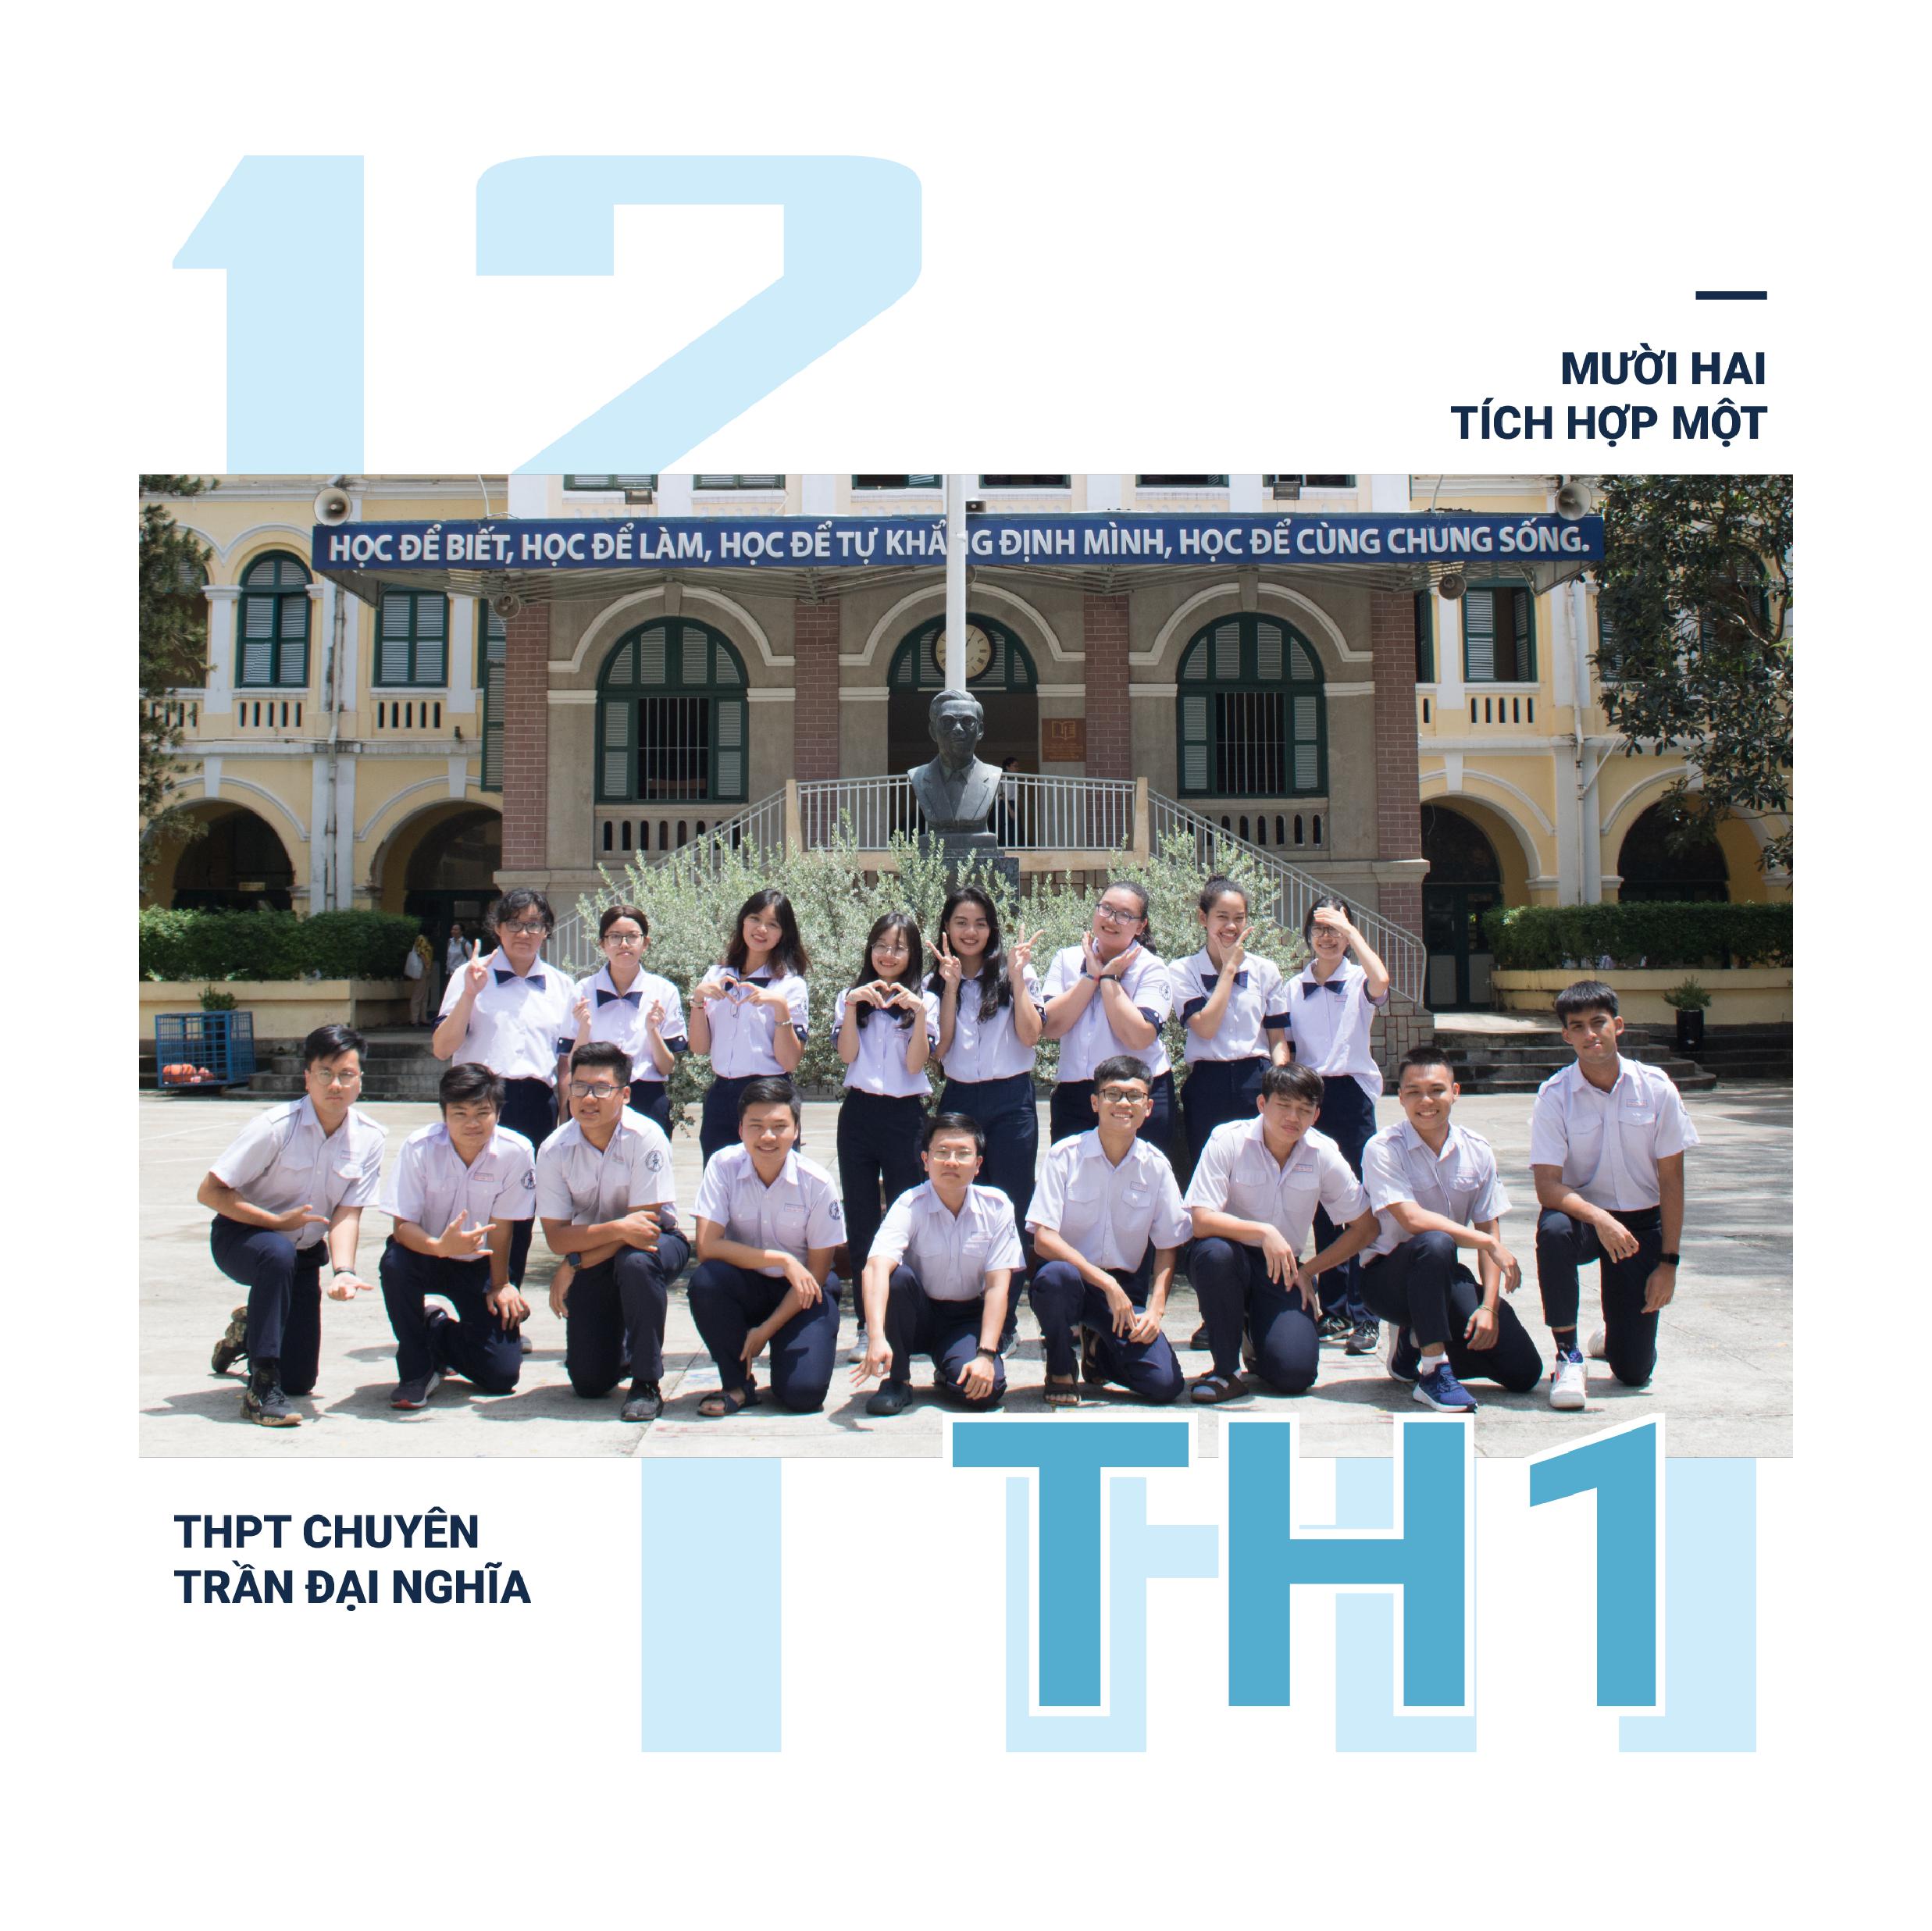 12
MƯỜI HAI
TÍCH HỢP MỘT
HỌC ĐỂ BIẾT, HỌC ĐỂ LÀM, HỌC ĐỂ TỰ KHẲNG ĐỊNH MÌNH, HỌC ĐỂ CÙNG CHUNG SỐNG.
TH1
THPT CHUYÊN
TRẦN ĐẠI NGHĨA